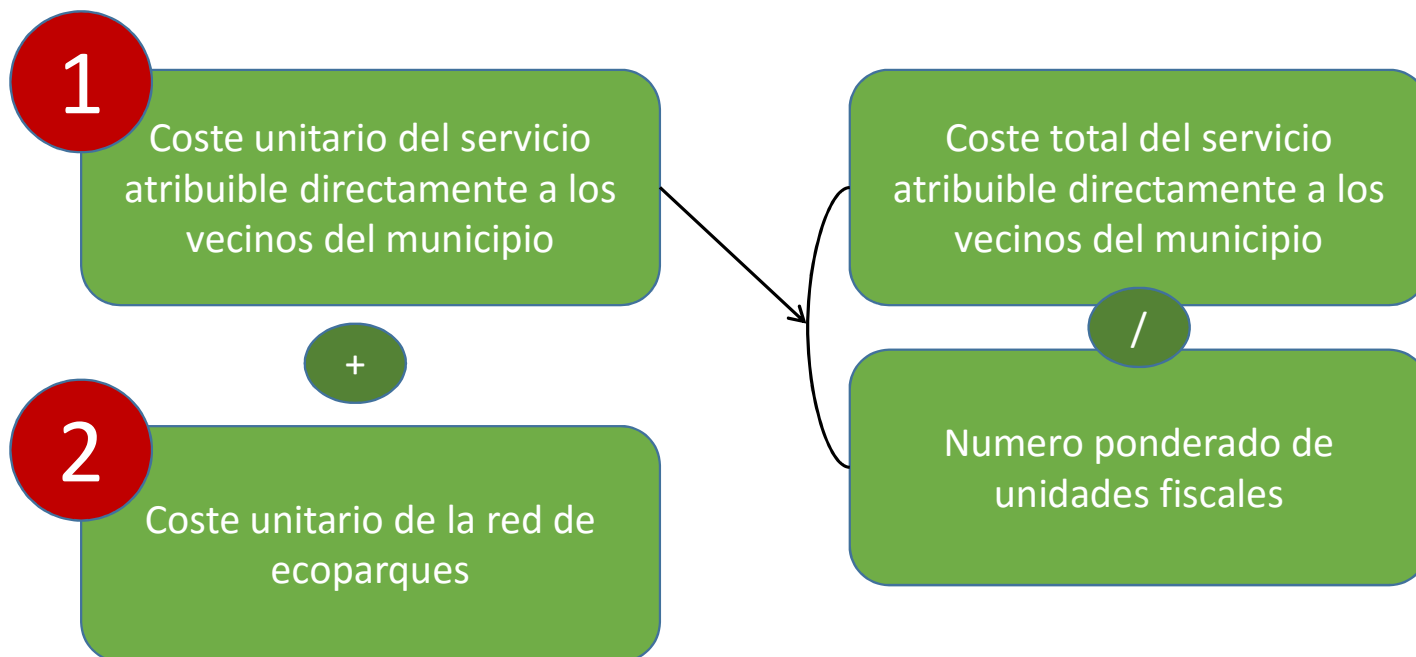 1
Coste unitario del servicio
atribuible directamente a los
vecinos del municipio
+
2
Coste unitario de la red de
ecoparques
Coste total del servicio
atribuible directamente a los
vecinos del municipio
/
Numero ponderado de
unidades fiscales